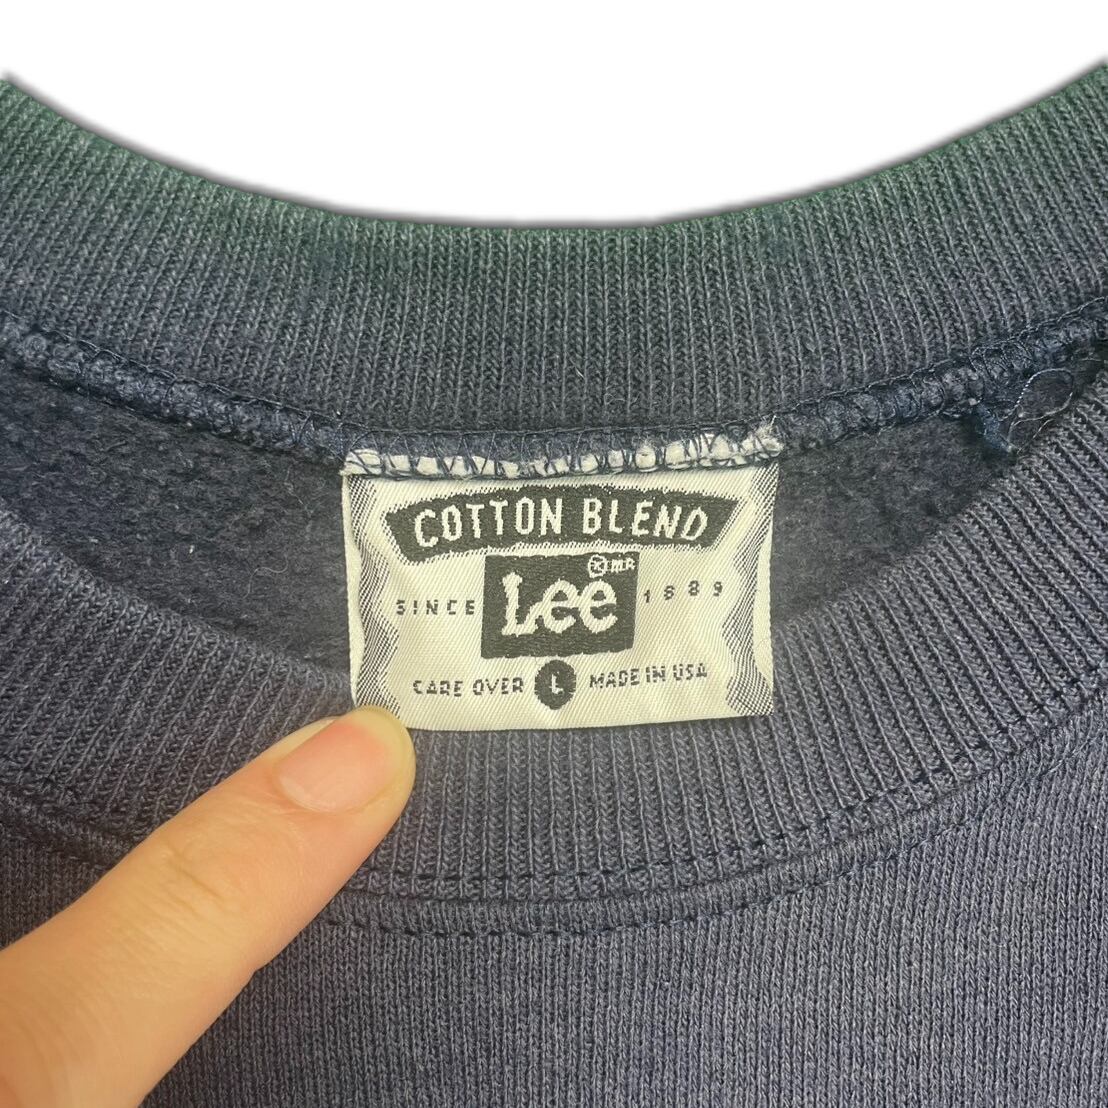 COTTON BLEND
Lee ® MR
SINCE 1889
CARE OVER L MADE IN USA